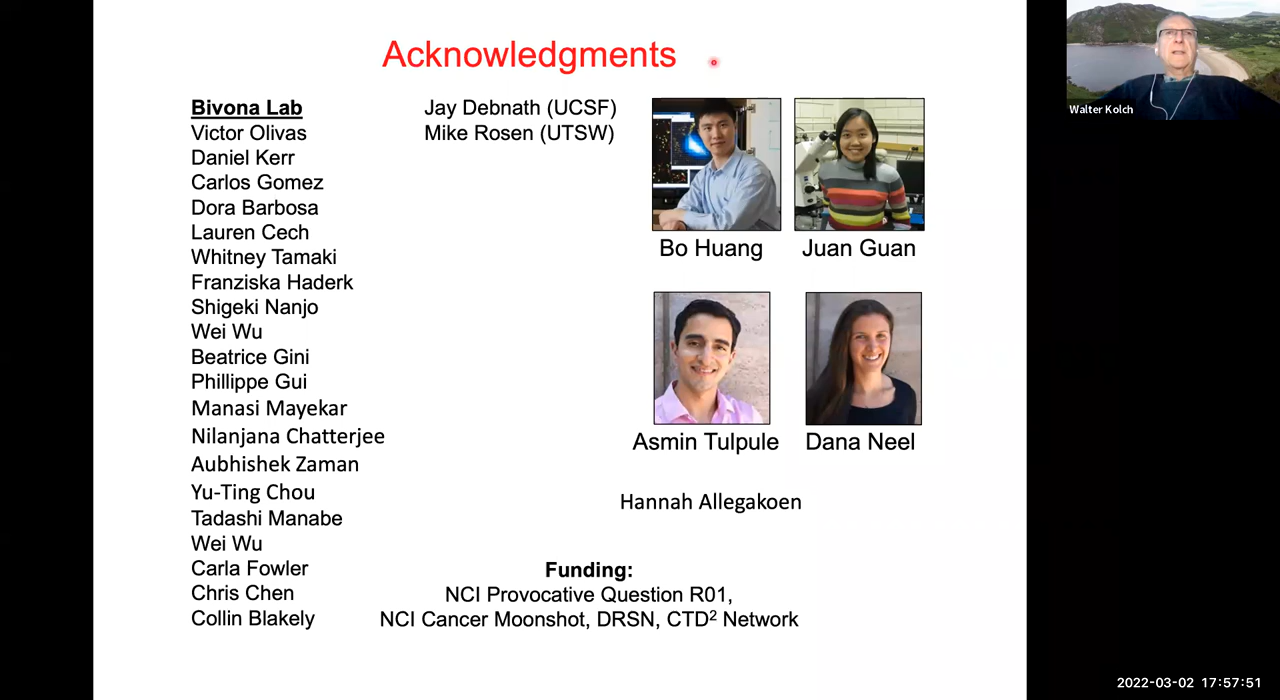 Acknowledgments
Bivona Lab
Victor Olivas
Daniel Kerr
Carlos Gomez
Dora Barbosa
Lauren Cech
Whitney Tamaki
Franziska Haderk
Shigeki Nanjo
Wei Wu
Beatrice Gini
Phillippe Gui
Manasi Mayekar
Nilanjana Chatterjee
Aubhishek Zaman
Yu-Ting Chou
Tadashi Manabe
Wei Wu
Carla Fowler
Chris Chen
Collin Blakely
Jay Debnath (UCSF)
Mike Rosen (UTSW)
Bo Huang
Juan Guan
Asmin Tulpule
Dana Neel
Hannah Allegakoen
Funding:
NCI Provocative Question R01,
NCI Cancer Moonshot, DRSN, CTD² Network
Walter Kolch
2022-03-02 17:57:51